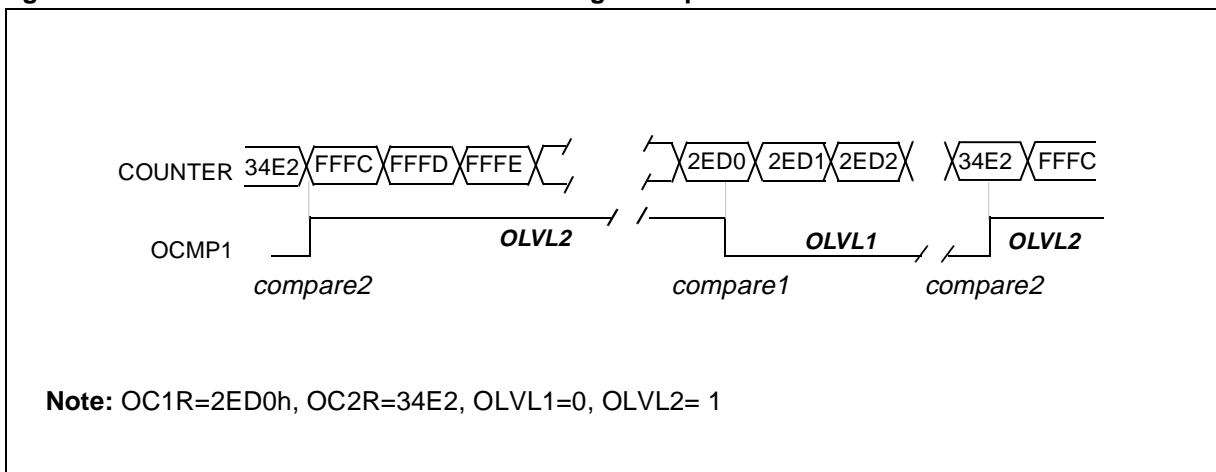 COUNTER 34E2 FFFC FFFD FFFE 2ED0 2ED1 2ED2 34E2 FFFC
OCMP1 OLVL2 OLVL1 OLVL2
compare2 compare1 compare2
Note: OC1R=2ED0h, OC2R=34E2, OLVL1=0, OLVL2= 1